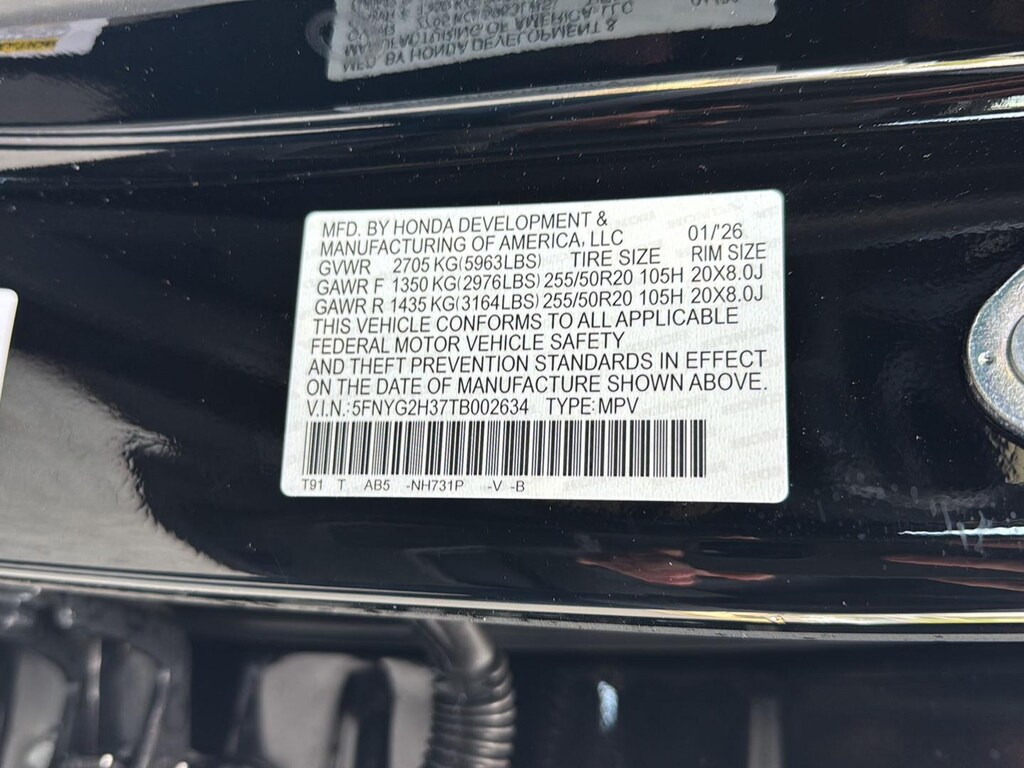 MFD. BY HONDA DEVELOPMENT &
MANUFACTURING OF AMERICA, LLC 01/'26
GVWR 2705 KG(5963LBS) TIRE SIZE RIM SIZE
GAWR F 1350 KG(2976LBS) 255/50R20 105H 20X8.0J
GAWR R 1435 KG(3164LBS) 255/50R20 105H 20X8.0J
THIS VEHICLE CONFORMS TO ALL APPLICABLE
FEDERAL MOTOR VEHICLE SAFETY
AND THEFT PREVENTION STANDARDS IN EFFECT
ON THE DATE OF MANUFACTURE SHOWN ABOVE.
V.I.N.: 5FNYG2H37TB002634 TYPE: MPV
T91 T AB5 -NH731P -V -B